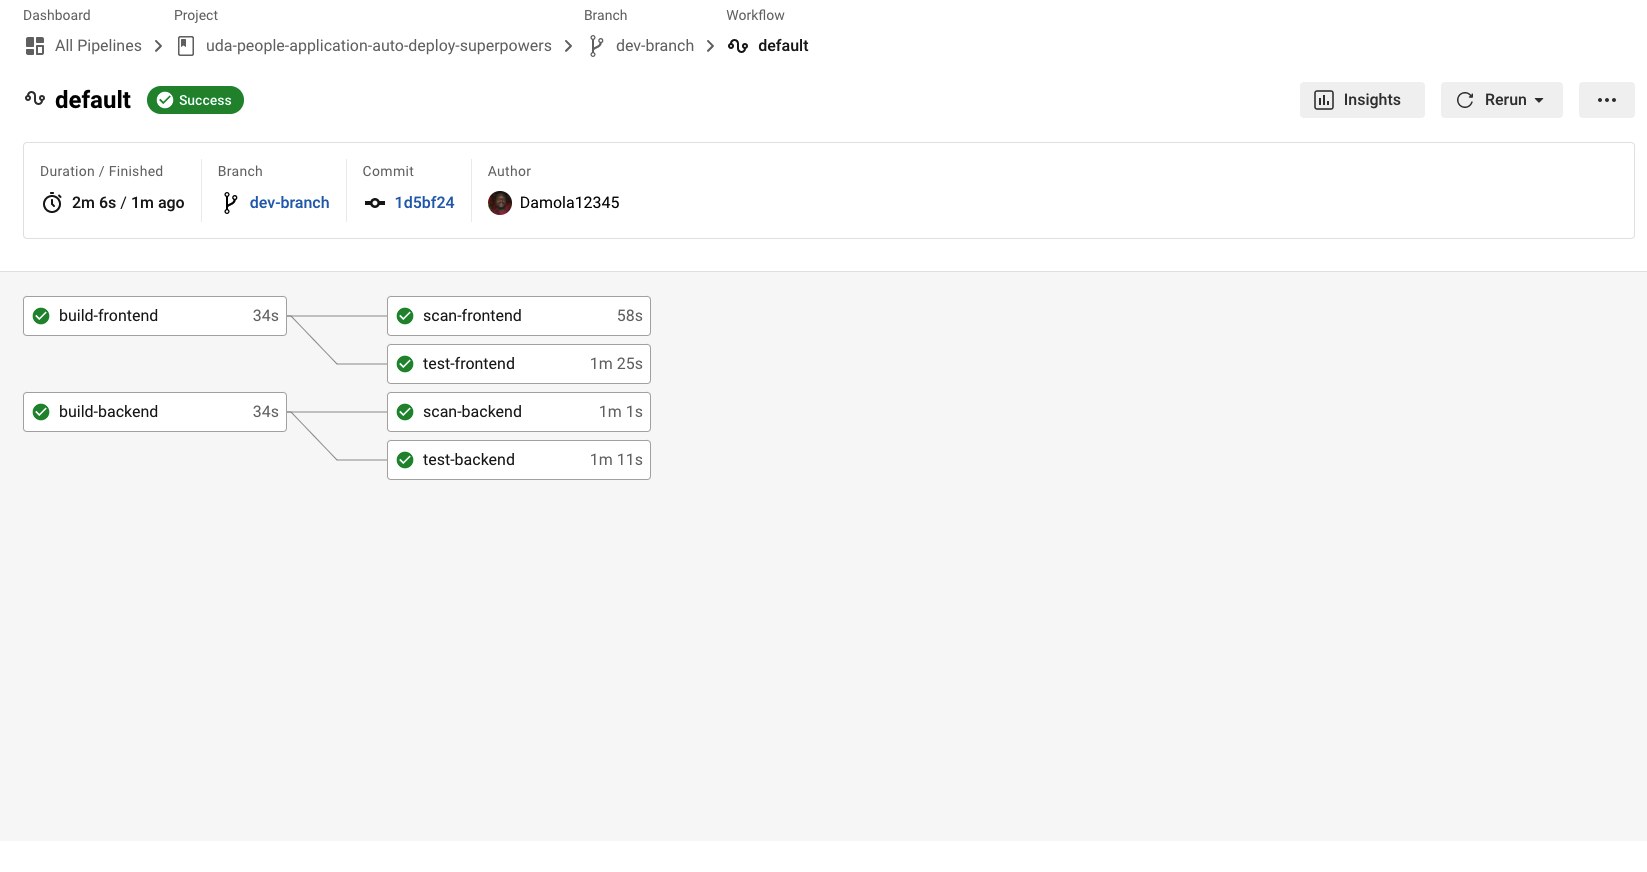 Dashboard Project Branch Workflow
All Pipelines uda-people-application-auto-deploy-superpowers dev-branch default
default Success Insights Rerun
Duration / Finished Branch Commit Author
2m 6s / 1m ago dev-branch 1d5bf24 Damola12345
build-frontend 34s scan-frontend 58s
test-frontend 1m 25s
build-backend 34s scan-backend 1m 1s
test-backend 1m 11s